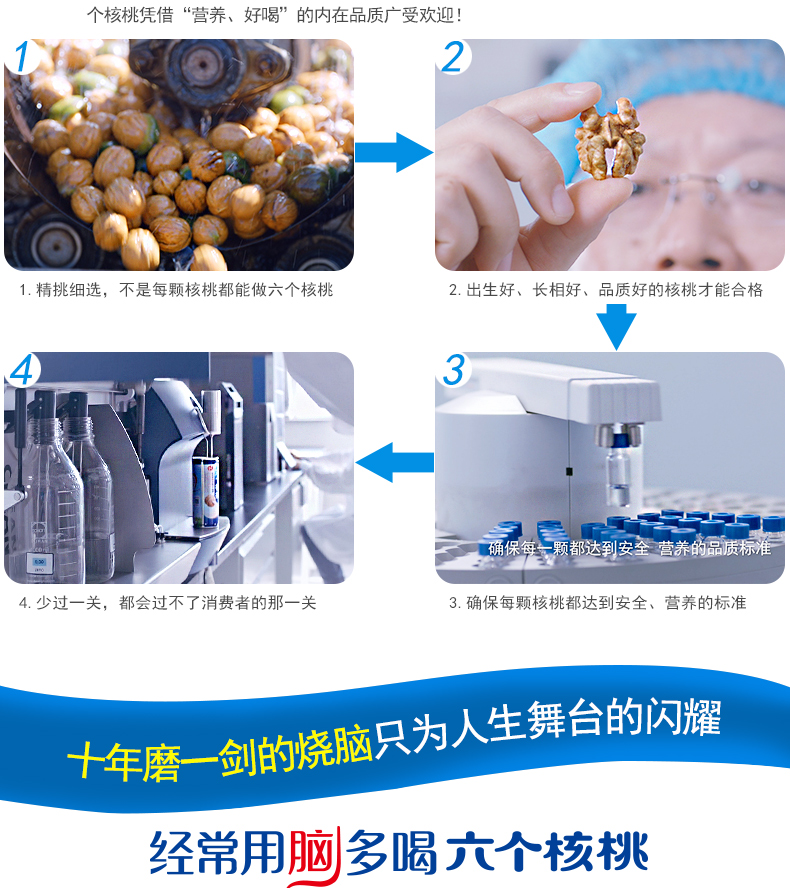 个核桃凭借“营养、好喝”的内在品质广受欢迎！
1
2
1. 精挑细选，不是每颗核桃都能做六个核桃
2. 出生好、长相好、品质好的核桃才能合格
4
3
确保每一颗都达到安全 营养的品质标准
4. 少过一关，都会过不了消费者的那一关
3. 确保每颗核桃都达到安全、营养的标准
十年磨一剑的烧脑只为人生舞台的闪耀
经常用脑多喝六个核桃